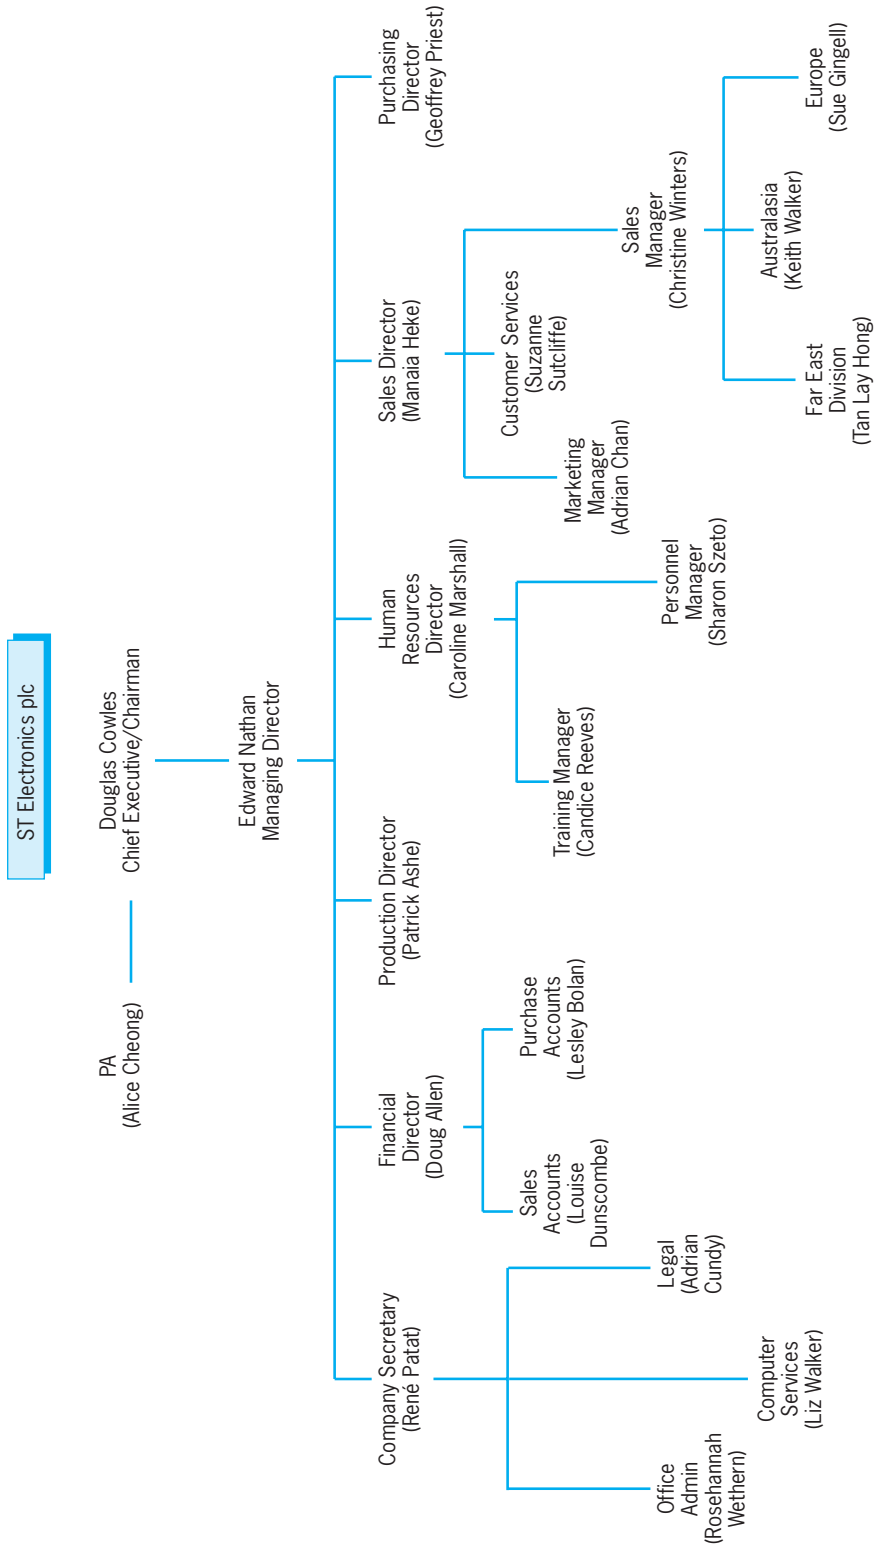 ST Electronics plc
PA
(Alice Cheong)
Douglas Cowles
Chief Executive/Chairman
Edward Nathan
Managing Director
Company Secretary
(René Patat)
Financial
Director
(Doug Allen)
Production Director
(Patrick Ashe)
Human
Resources
Director
(Caroline Marshall)
Sales Director
(Manaia Heke)
Purchasing
Director
(Geoffrey Priest)
Office
Admin
(Rosehannah
Wethern)
Computer
Services
(Liz Walker)
Legal
(Adrian
Cundy)
Sales
Accounts
(Louise
Dunscombe)
Purchase
Accounts
(Lesley Bolan)
Training Manager
(Candice Reeves)
Personnel
Manager
(Sharon Szeto)
Marketing
Manager
(Adrian Chan)
Customer Services
(Suzanne
Sutcliffe)
Sales
Manager
(Christine Winters)
Far East
Division
(Tan Lay Hong)
Australasia
(Keith Walker)
Europe
(Sue Gingell)